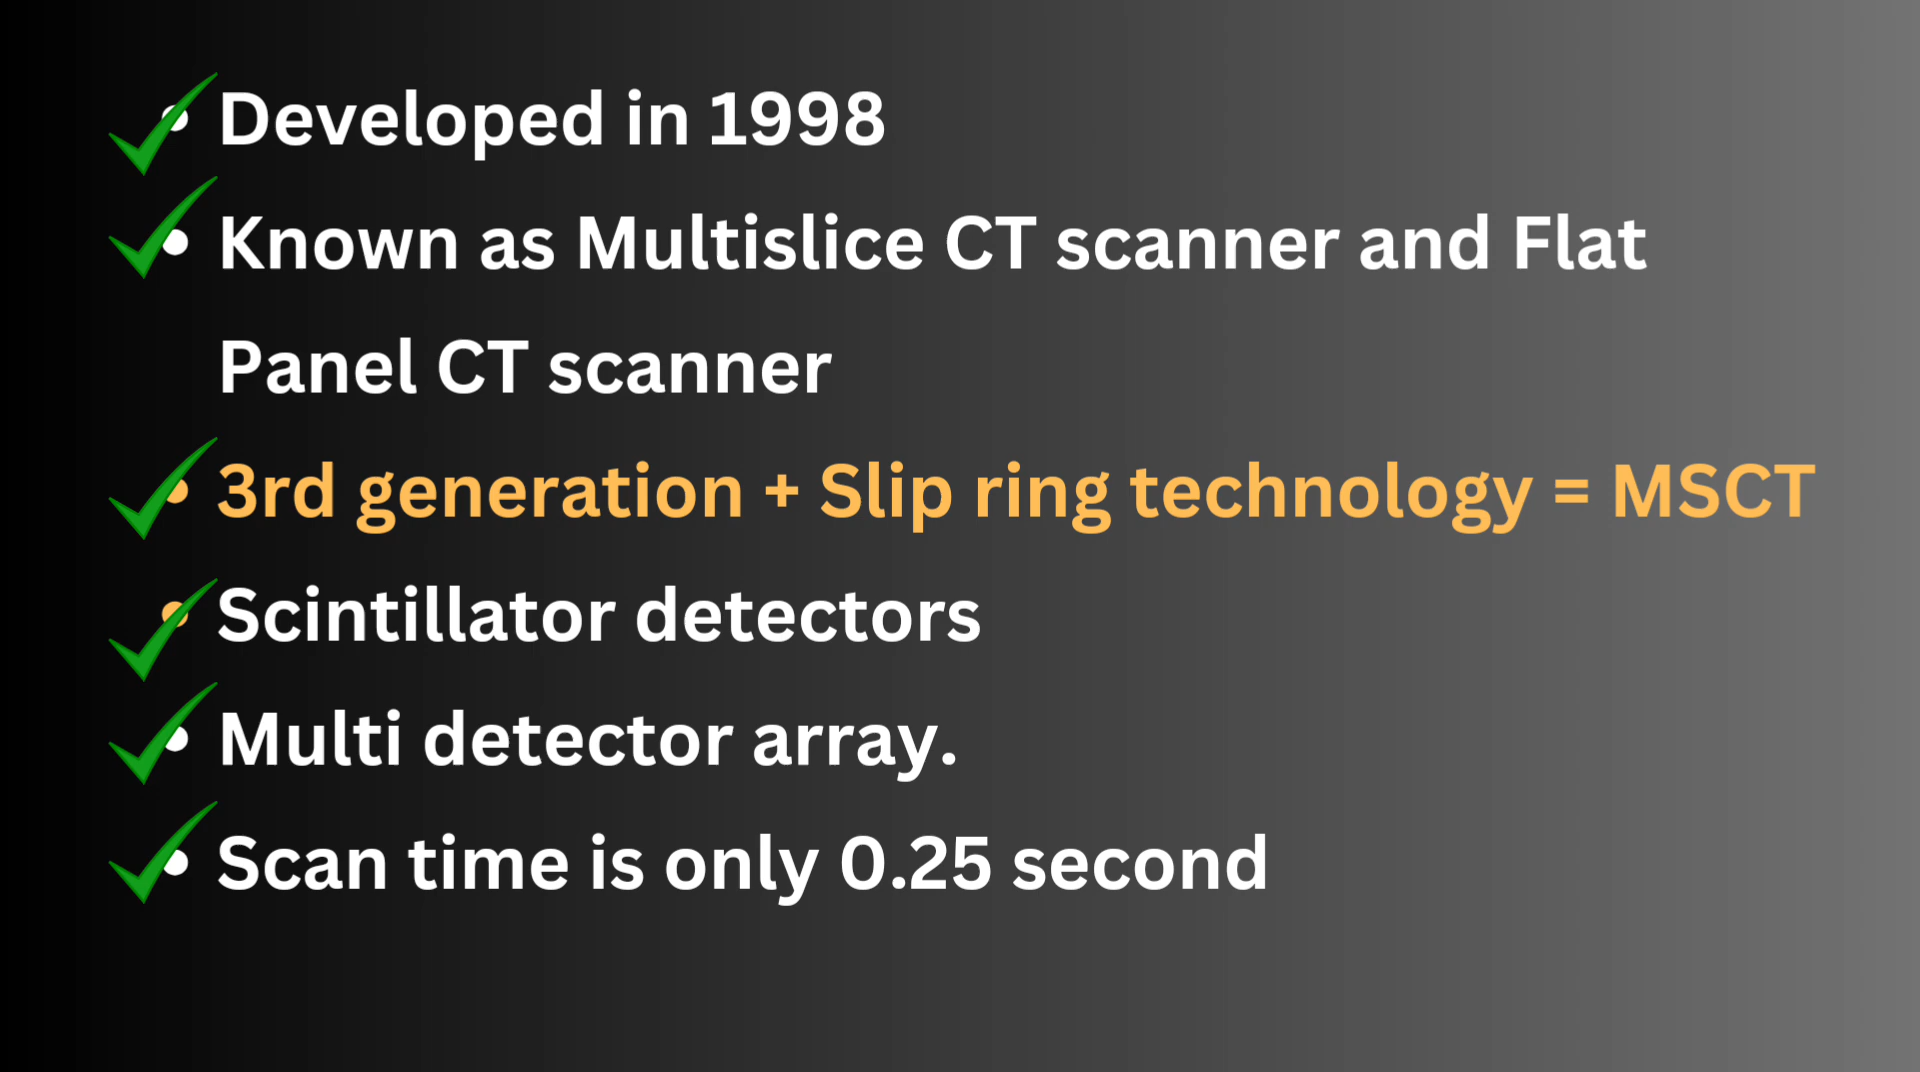 Developed in 1998
Known as Multislice CT scanner and Flat
Panel CT scanner
3rd generation + Slip ring technology = MSCT
Scintillator detectors
Multi detector array.
Scan time is only 0.25 second